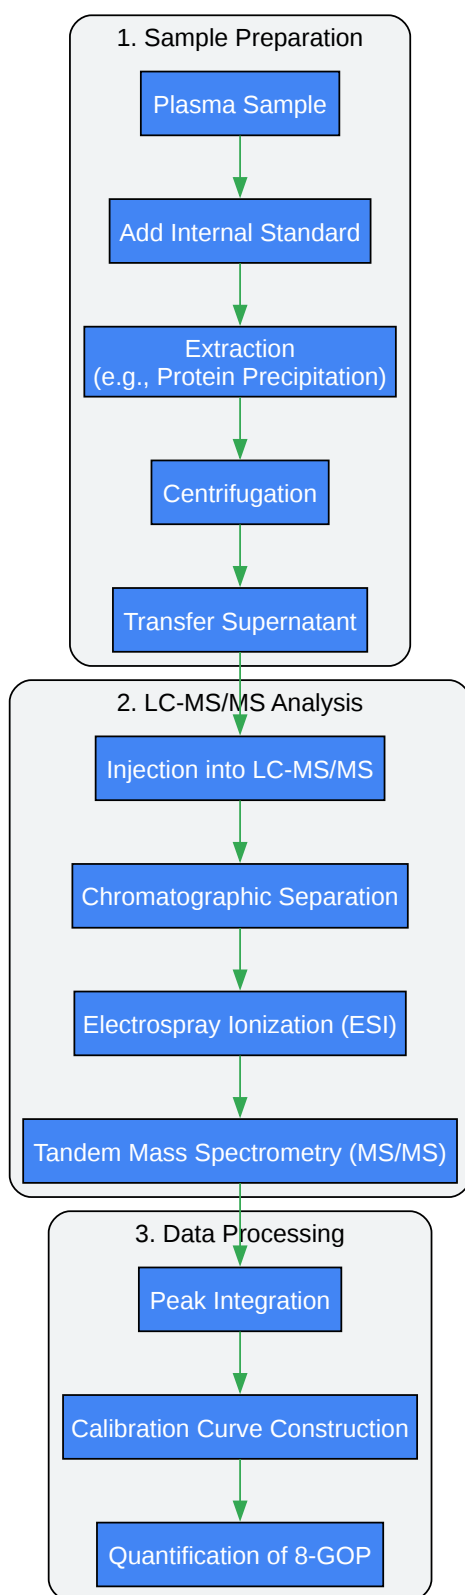 1. Sample Preparation
Plasma Sample
Add Internal Standard
Extraction
(e.g., Protein Precipitation)
Centrifugation
Transfer Supernatant
2. LC-MS/MS Analysis
Injection into LC-MS/MS
Chromatographic Separation
Electrospray Ionization (ESI)
Tandem Mass Spectrometry (MS/MS)
3. Data Processing
Peak Integration
Calibration Curve Construction
Quantification of 8-GOP